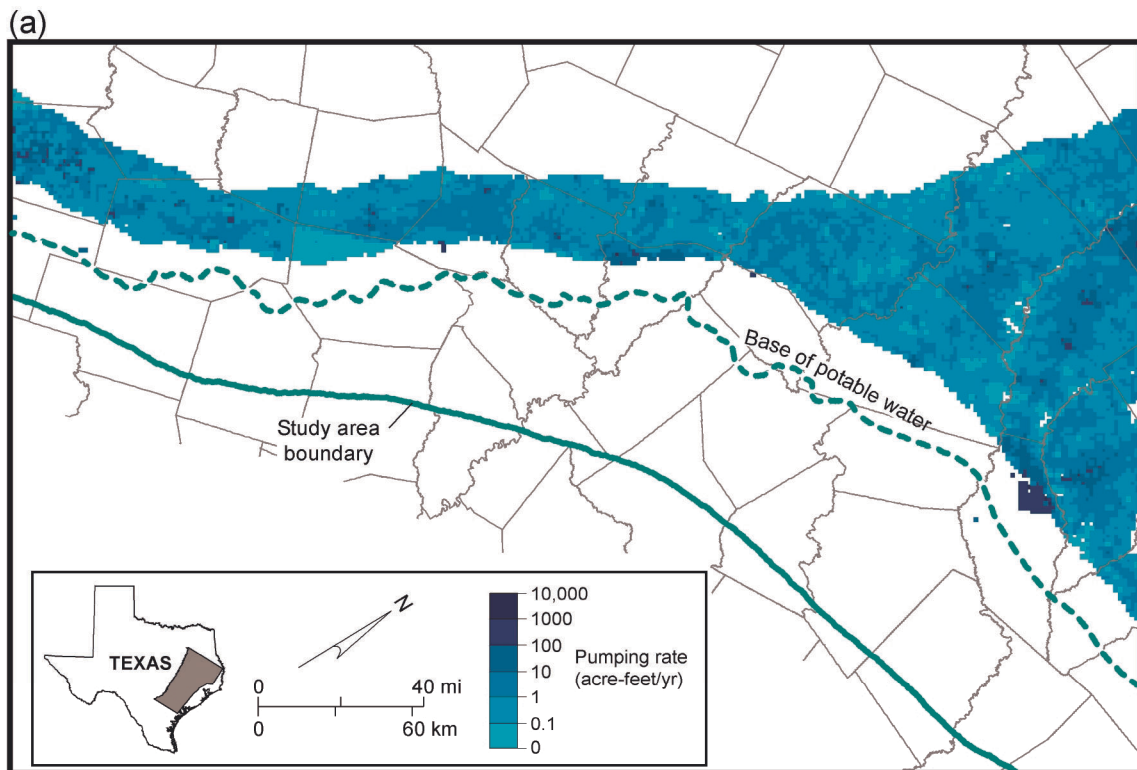 (a)
Base of potable water
Study area
boundary
TEXAS
N
0 40 mi
0 60 km
10,000
1000
100
10
1
0.1
0
Pumping rate
(acre-feet/yr)